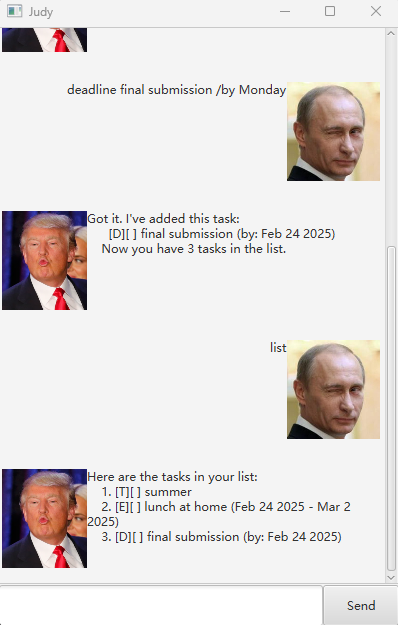 Judy
deadline final submission /by Monday
Got it. I've added this task:
[D][ ] final submission (by: Feb 24 2025)
Now you have 3 tasks in the list.
list
Here are the tasks in your list:
1. [T][ ] summer
2. [E][ ] lunch at home (Feb 24 2025 - Mar 2
2025)
3. [D][ ] final submission (by: Feb 24 2025)
Send